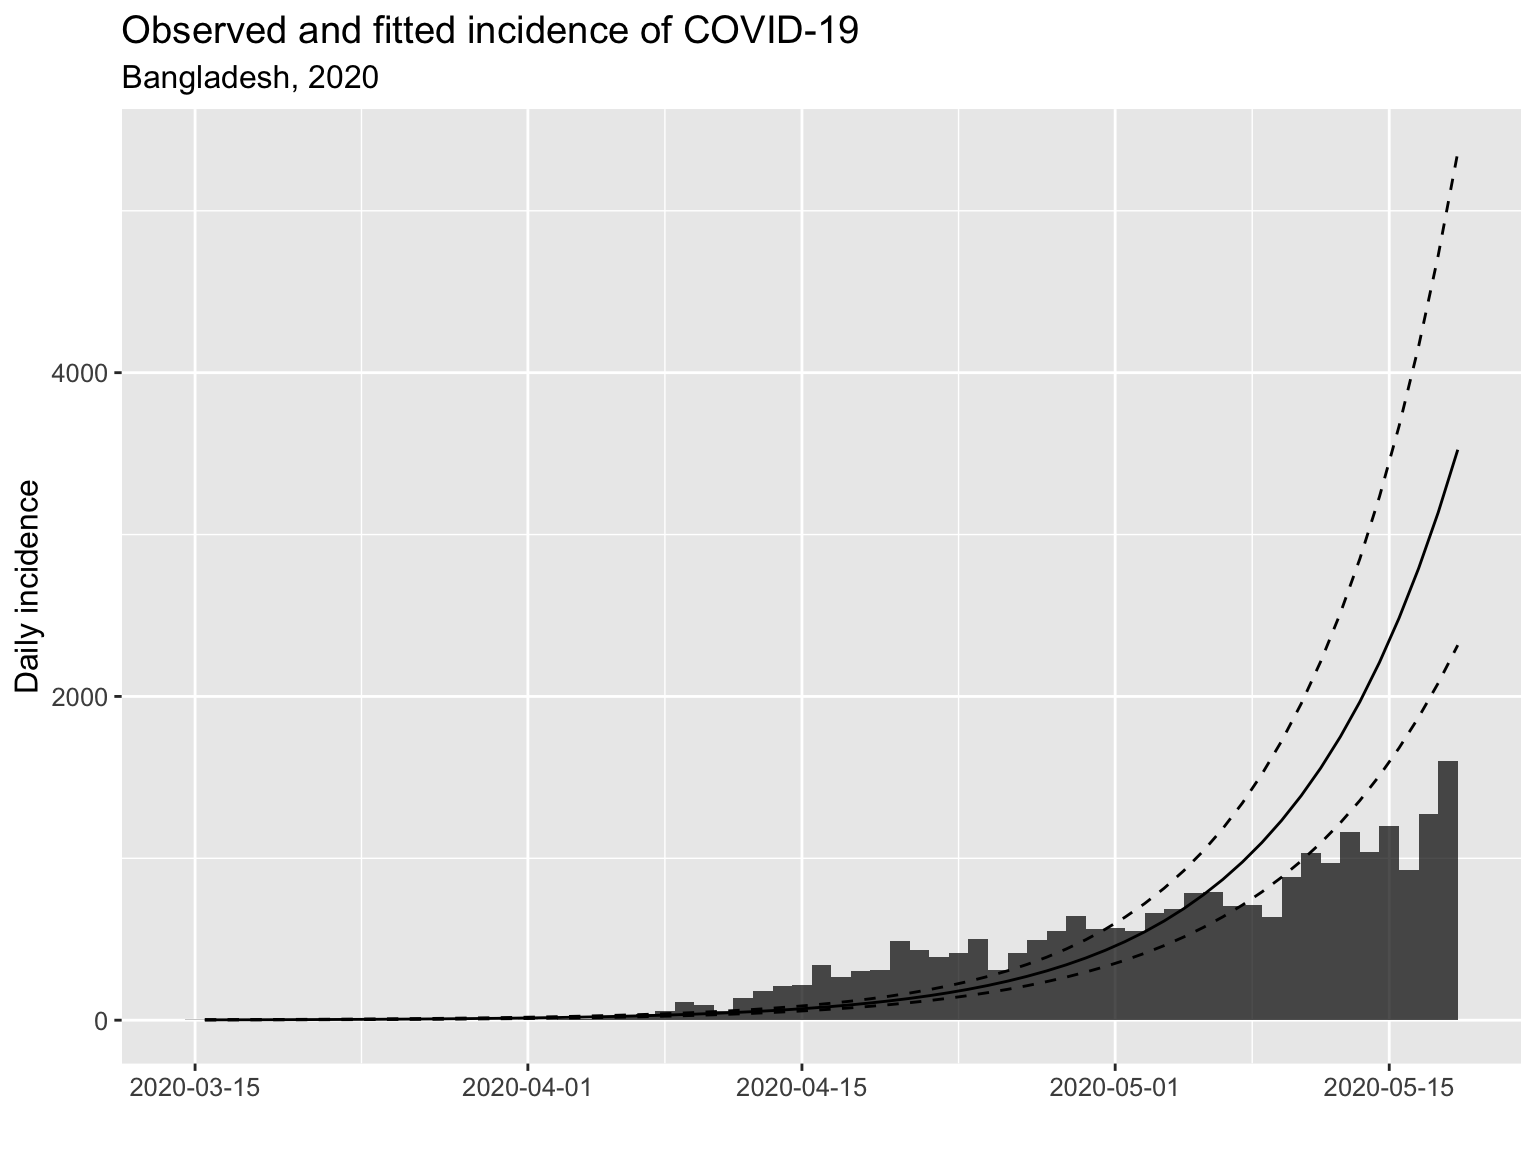 Observed and fitted incidence of COVID-19
Bangladesh, 2020
Daily incidence
4000
2000
0
2020-03-15 2020-04-01 2020-04-15 2020-05-01 2020-05-15